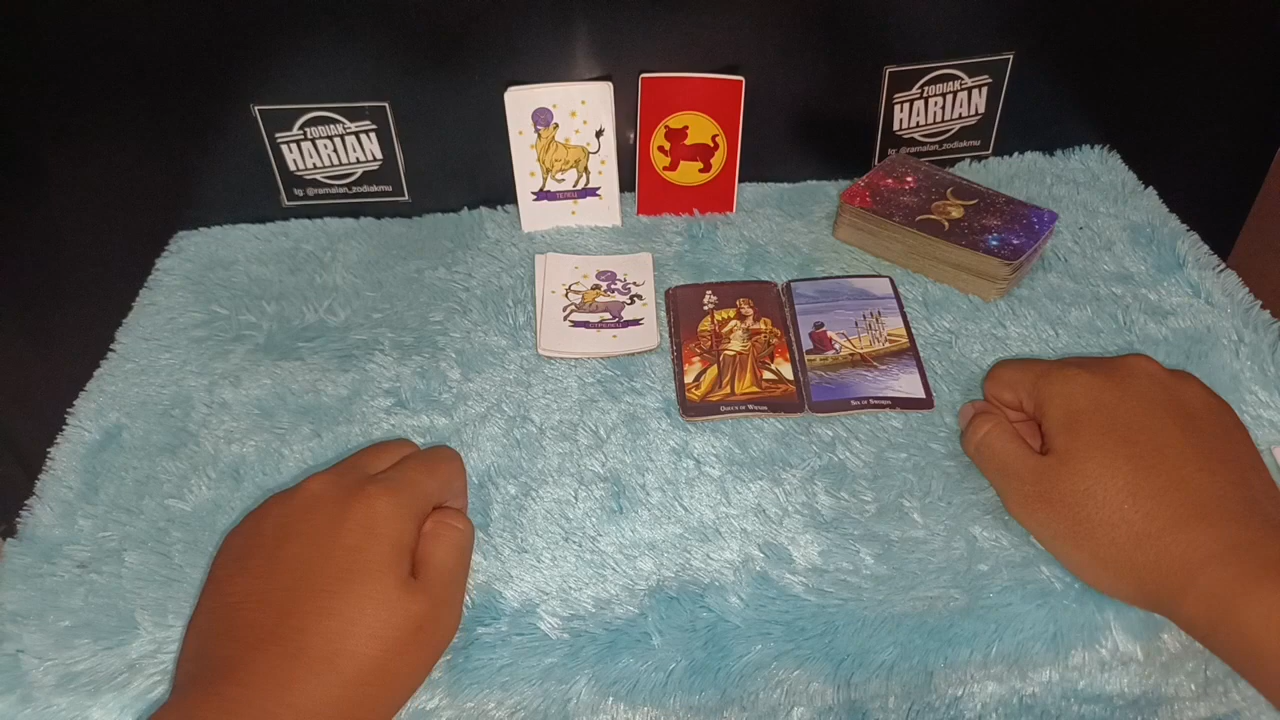 ZODIAK
HARIAN
Ig: @ramalan_zodiakmu
ТЕЛЕЦ
ZODIAK
HARIAN
Ig: @ramalan_zodiakmu
СТРЕЛЕЦ
Queen of Wands
Six of Swords